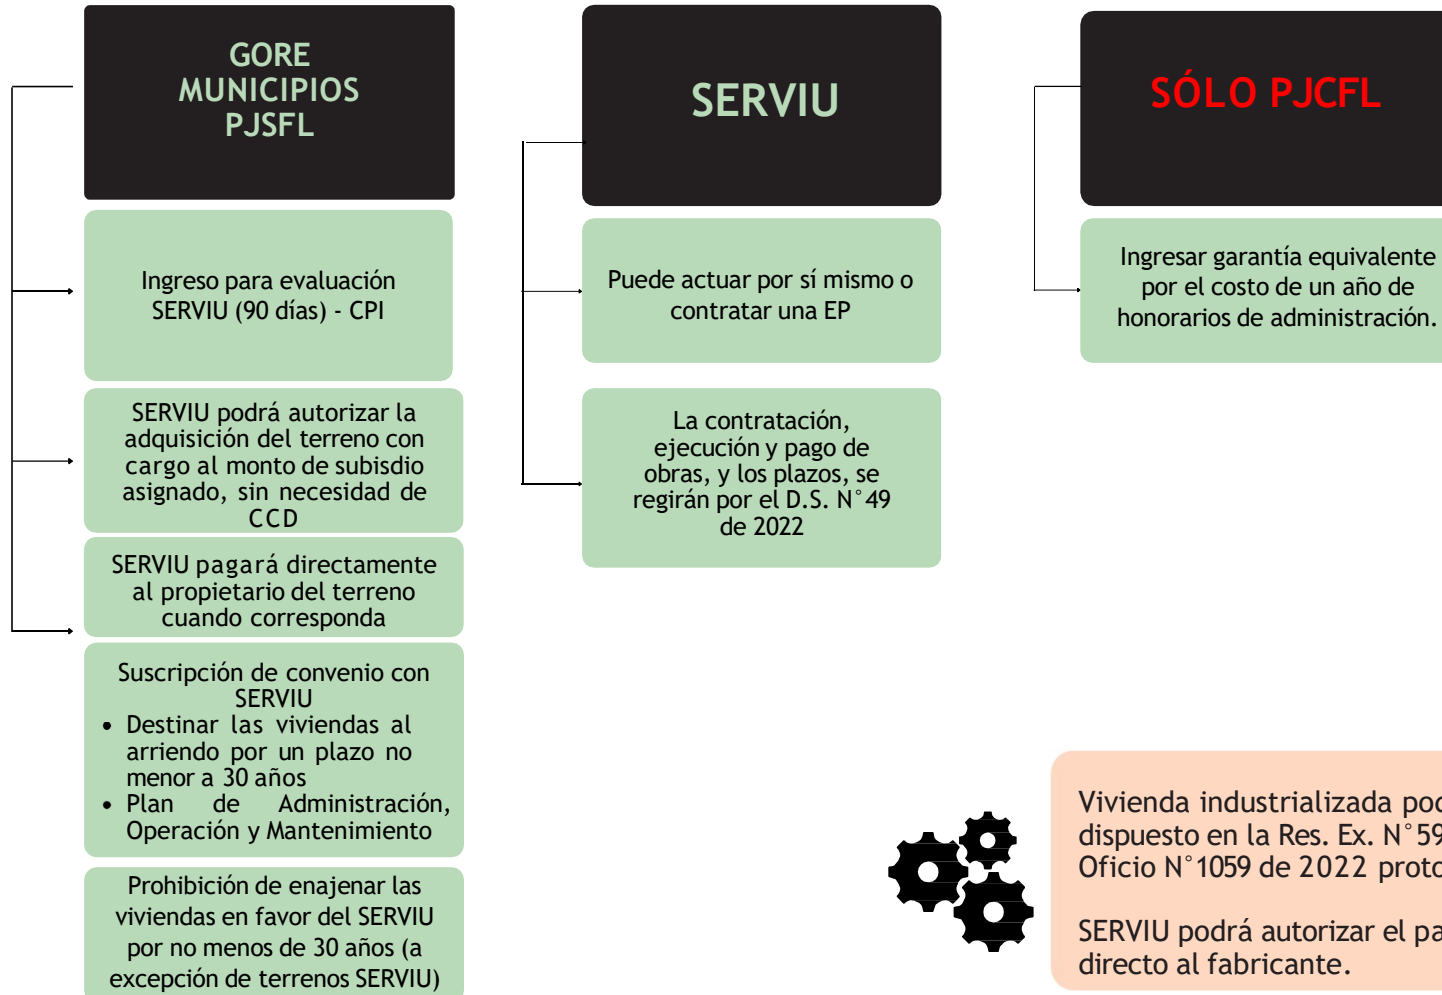 GORE
MUNICIPIOS
PJSFL
Ingreso para evaluación
SERVIU (90 días) - CPI
SERVIU podrá autorizar la
adquisición del terreno con
cargo al monto de subisdio
asignado, sin necesidad de
CCD
SERVIU pagará directamente
al propietario del terreno
cuando corresponda
Suscripción de convenio con
SERVIU
• Destinar las viviendas al
arriendo por un plazo no
menor a 30 años
• Plan de Administración,
Operación y Mantenimiento
Prohibición de enajenar las
viviendas en favor del SERVIU
por no menos de 30 años (a
excepción de terrenos SERVIU)
SERVIU
Puede actuar por sí mismo o
contratar una EP
La contratación,
ejecución y pago de
obras, y los plazos, se
regirán por el D.S. N°49
de 2022
SÓLO PJCFL
Ingresar garantía equivalente
por el costo de un año de
honorarios de administración.
Vivienda industrializada
dispuesto en la Res. Ex.
Oficio N°1059 de 2022
SERVIU podrá autorizar el
directo al fabricante.